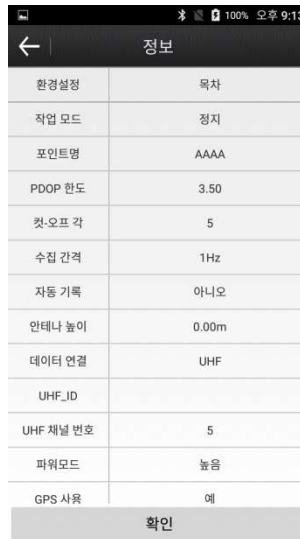 100% 오후 9:13
정보
환경설정 목차
작업 모드 정지
포인트명 AAAA
PDOP 한도 3.50
컷-오프 각 5
수집 간격 1Hz
자동 기록 아니오
안테나 높이 0.00m
데이터 연결 UHF
UHF_ID
UHF 채널 번호 5
파워모드 높음
GPS 사용 예
확인